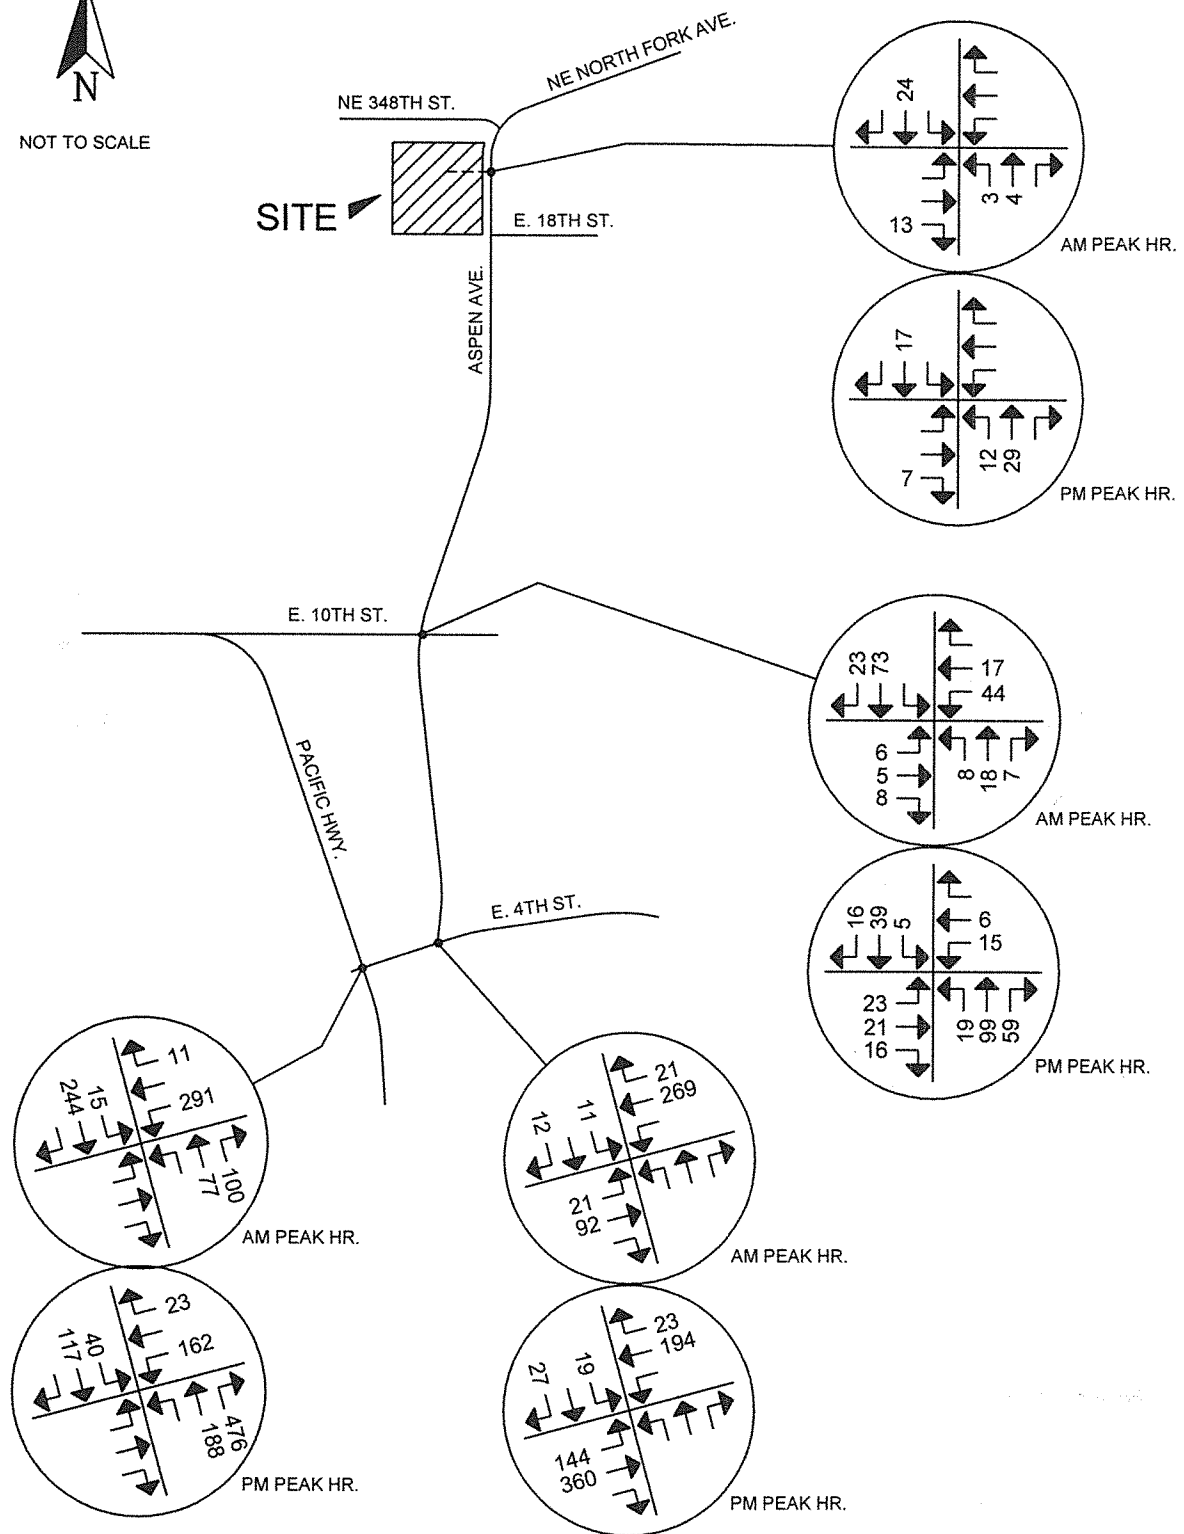 N
NOT TO SCALE
NE NORTH FORK AVE.
NE 348TH ST.
SITE
E. 18TH ST.
ASPEN AVE.
24
3
4
13
AM PEAK HR.
17
12
29
7
PM PEAK HR.
E. 10TH ST.
PACIFIC HWY.
23
73
17
44
6
5
8
8
18
7
AM PEAK HR.
16
39
5
6
15
23
21
16
19
99
59
PM PEAK HR.
E. 4TH ST.
244
15
11
291
77
100
AM PEAK HR.
117
40
23
162
188
476
PM PEAK HR.
12
11
21
269
21
92
AM PEAK HR.
27
19
23
194
144
360
PM PEAK HR.